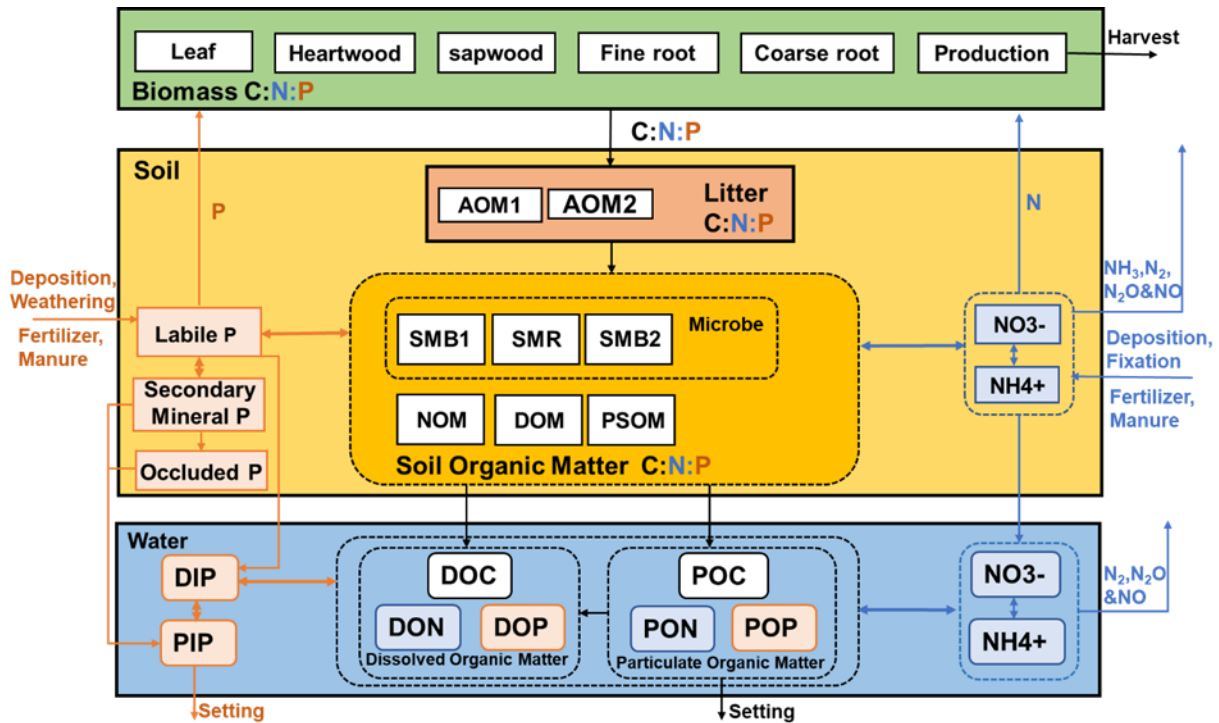 Leaf
Heartwood
sapwood
Fine root
Coarse root
Production
Harvest
Biomass C:N:P
C:N:P
Soil
AOM1
AOM2
Litter
C:N:P
P
N
Deposition,
Weathering
Fertilizer,
Manure
Labile P
Secondary
Mineral P
Occluded P
SMB1
SMR
SMB2
Microbe
NOM
DOM
PSOM
Soil Organic Matter C:N:P
NO3-
NH4+
NH₃,N₂,
N₂O&NO
Deposition,
Fixation
Fertilizer,
Manure
Water
DIP
PIP
DOC
DON
DOP
Dissolved Organic Matter
POC
PON
POP
Particulate Organic Matter
NO3-
NH4+
N₂,N₂O
&NO
Setting
Setting